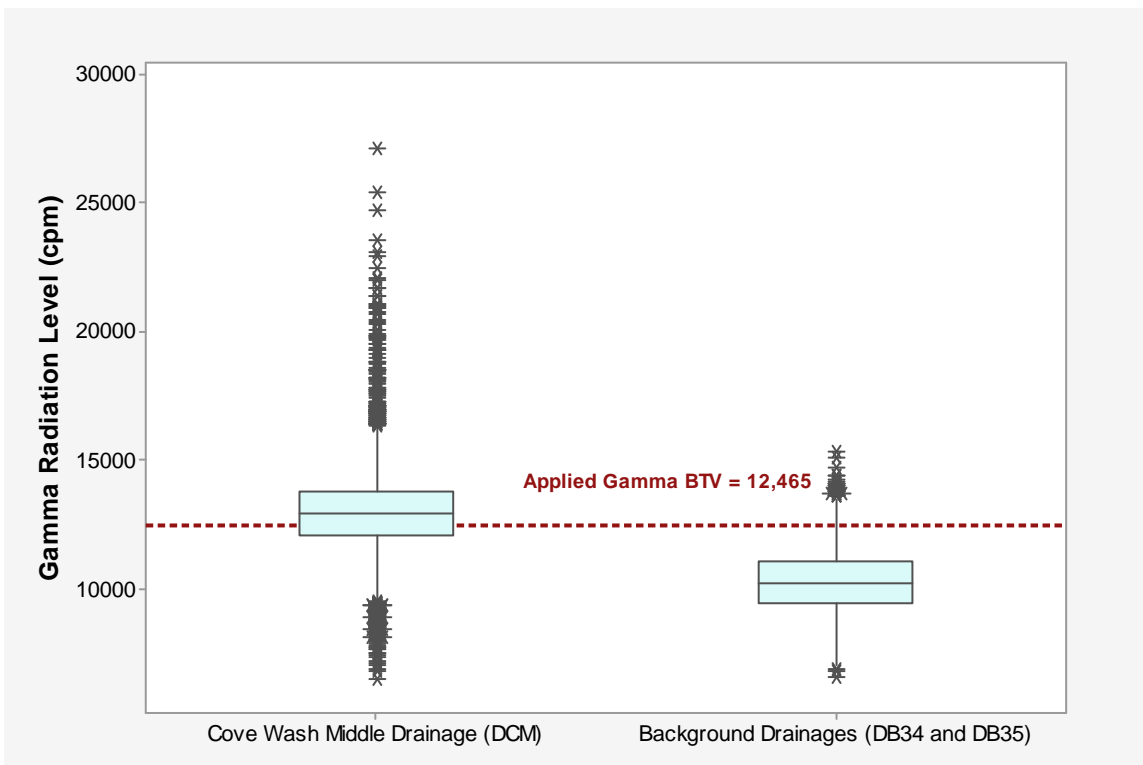 30000
25000
20000
15000
10000
Gamma Radiation Level (cpm)
Applied Gamma BTV = 12,465
Cove Wash Middle Drainage (DCM)
Background Drainages (DB34 and DB35)